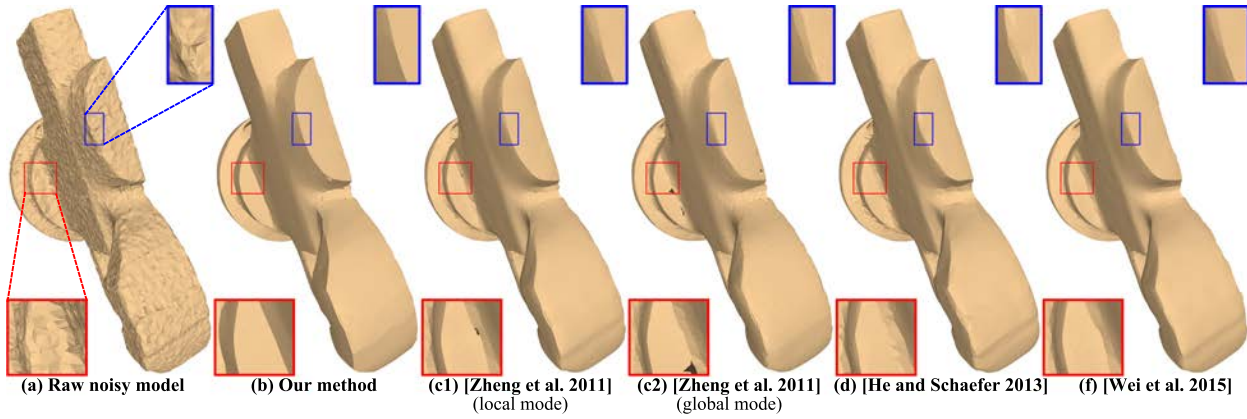 (a) Raw noisy model
(b) Our method
(c1) [Zheng et al. 2011]
(local mode)
(c2) [Zheng et al. 2011]
(global mode)
(d) [He and Schaefer 2013]
(f) [Wei et al. 2015]